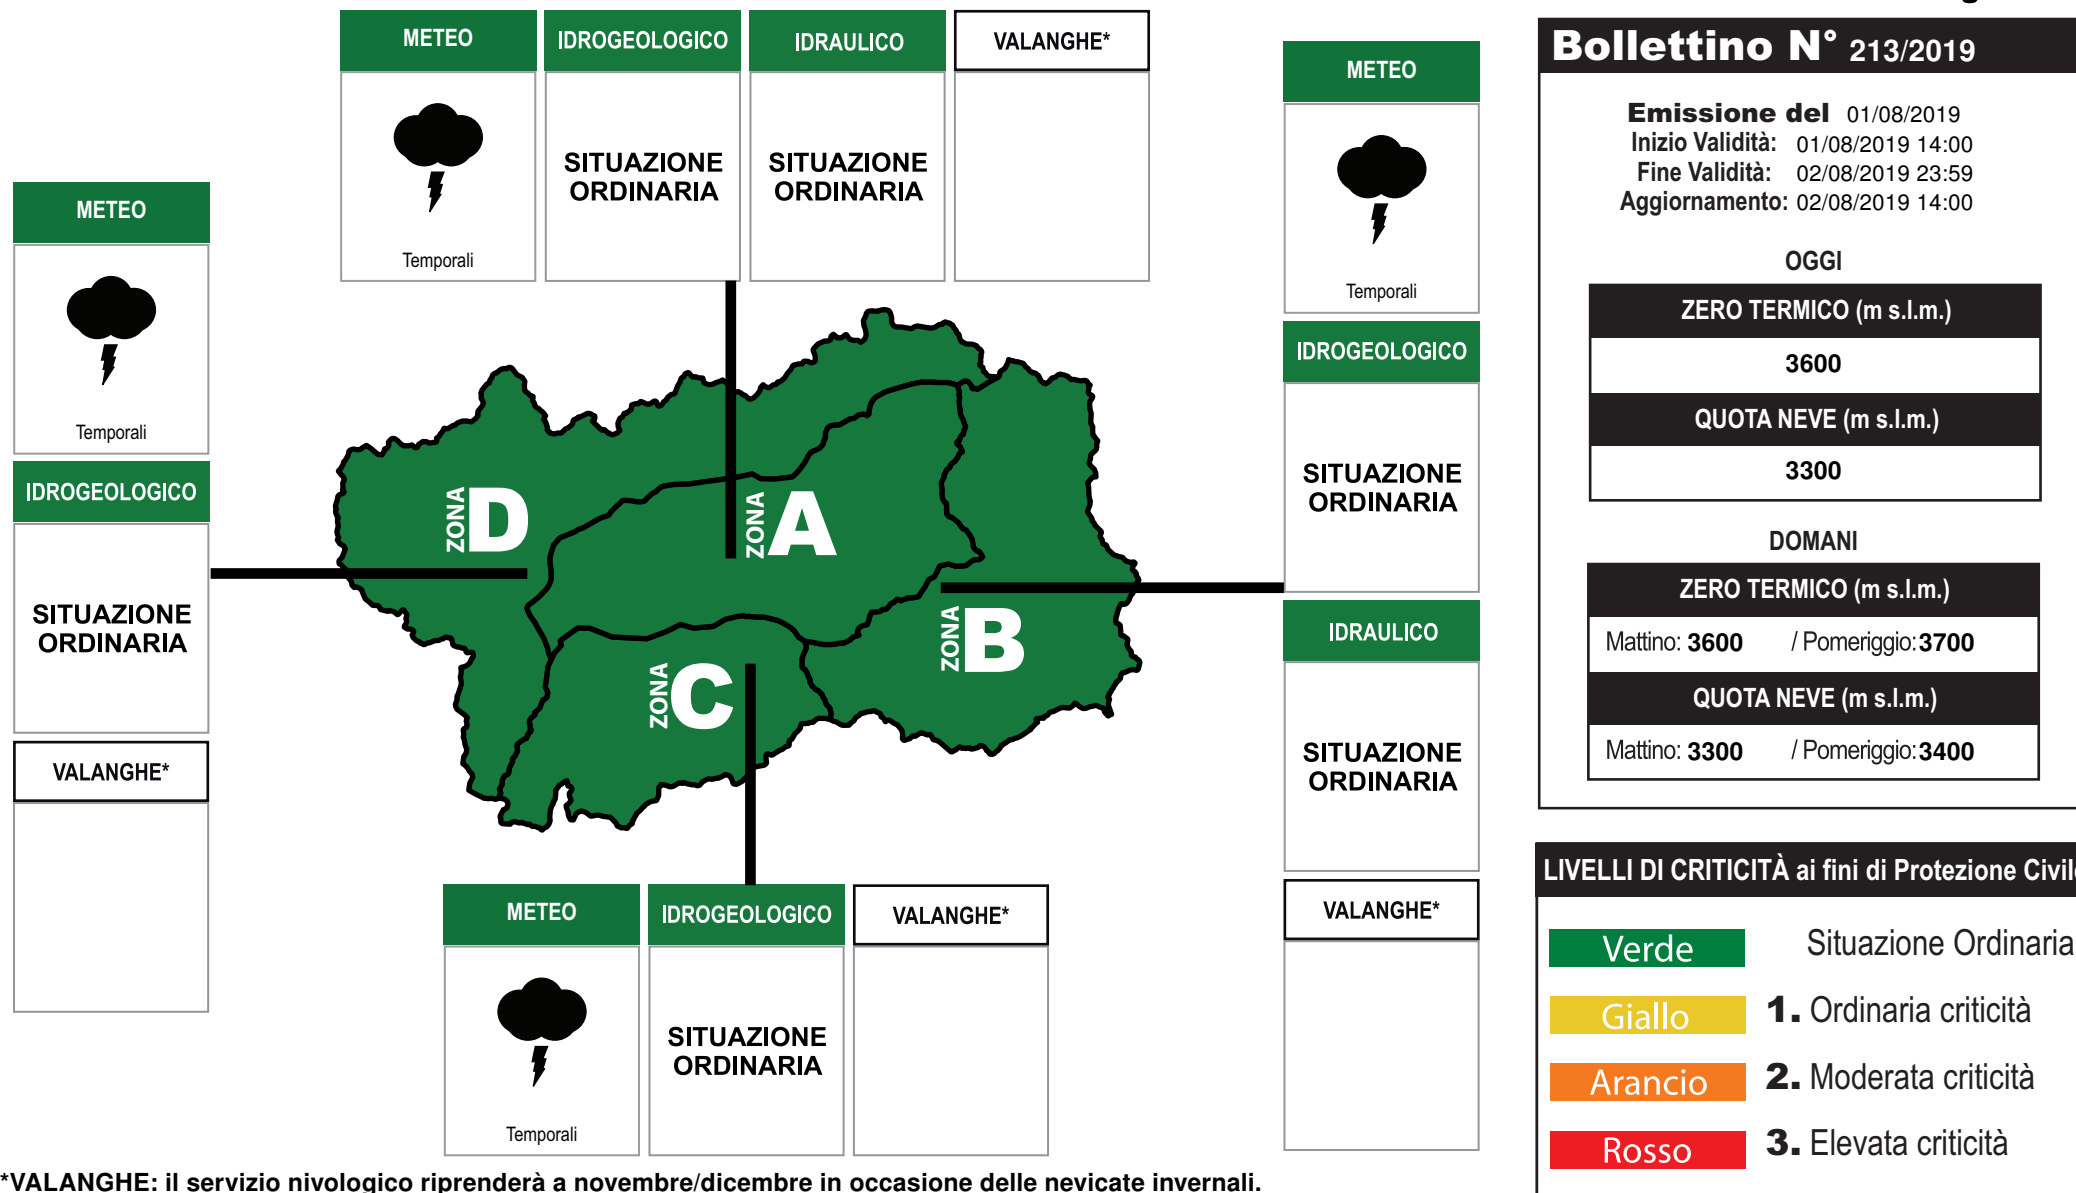 METEO
IDROGEOLOGICO
IDRAULICO
VALANGHE*
Temporali
SITUAZIONE
ORDINARIA
SITUAZIONE
ORDINARIA
METEO
Temporali
IDROGEOLOGICO
SITUAZIONE
ORDINARIA
VALANGHE*
ZONA D
ZONA A
ZONA B
ZONA C
METEO
Temporali
IDROGEOLOGICO
SITUAZIONE
ORDINARIA
IDRAULICO
SITUAZIONE
ORDINARIA
VALANGHE*
METEO
IDROGEOLOGICO
VALANGHE*
Temporali
SITUAZIONE
ORDINARIA
*VALANGHE: il servizio nivologico riprenderà a novembre/dicembre in occasione delle nevicate invernali.
Bollettino N° 213/2019
Emissione del 01/08/2019
Inizio Validità: 01/08/2019 14:00
Fine Validità: 02/08/2019 23:59
Aggiornamento: 02/08/2019 14:00
OGGI
ZERO TERMICO (m s.l.m.)
3600
QUOTA NEVE (m s.l.m.)
3300
DOMANI
ZERO TERMICO (m s.l.m.)
Mattino: 3600 / Pomeriggio: 3700
QUOTA NEVE (m s.l.m.)
Mattino: 3300 / Pomeriggio: 3400
LIVELLI DI CRITICITÀ ai fini di Protezione Civile
Verde Situazione Ordinaria
Giallo 1. Ordinaria criticità
Arancio 2. Moderata criticità
Rosso 3. Elevata criticità